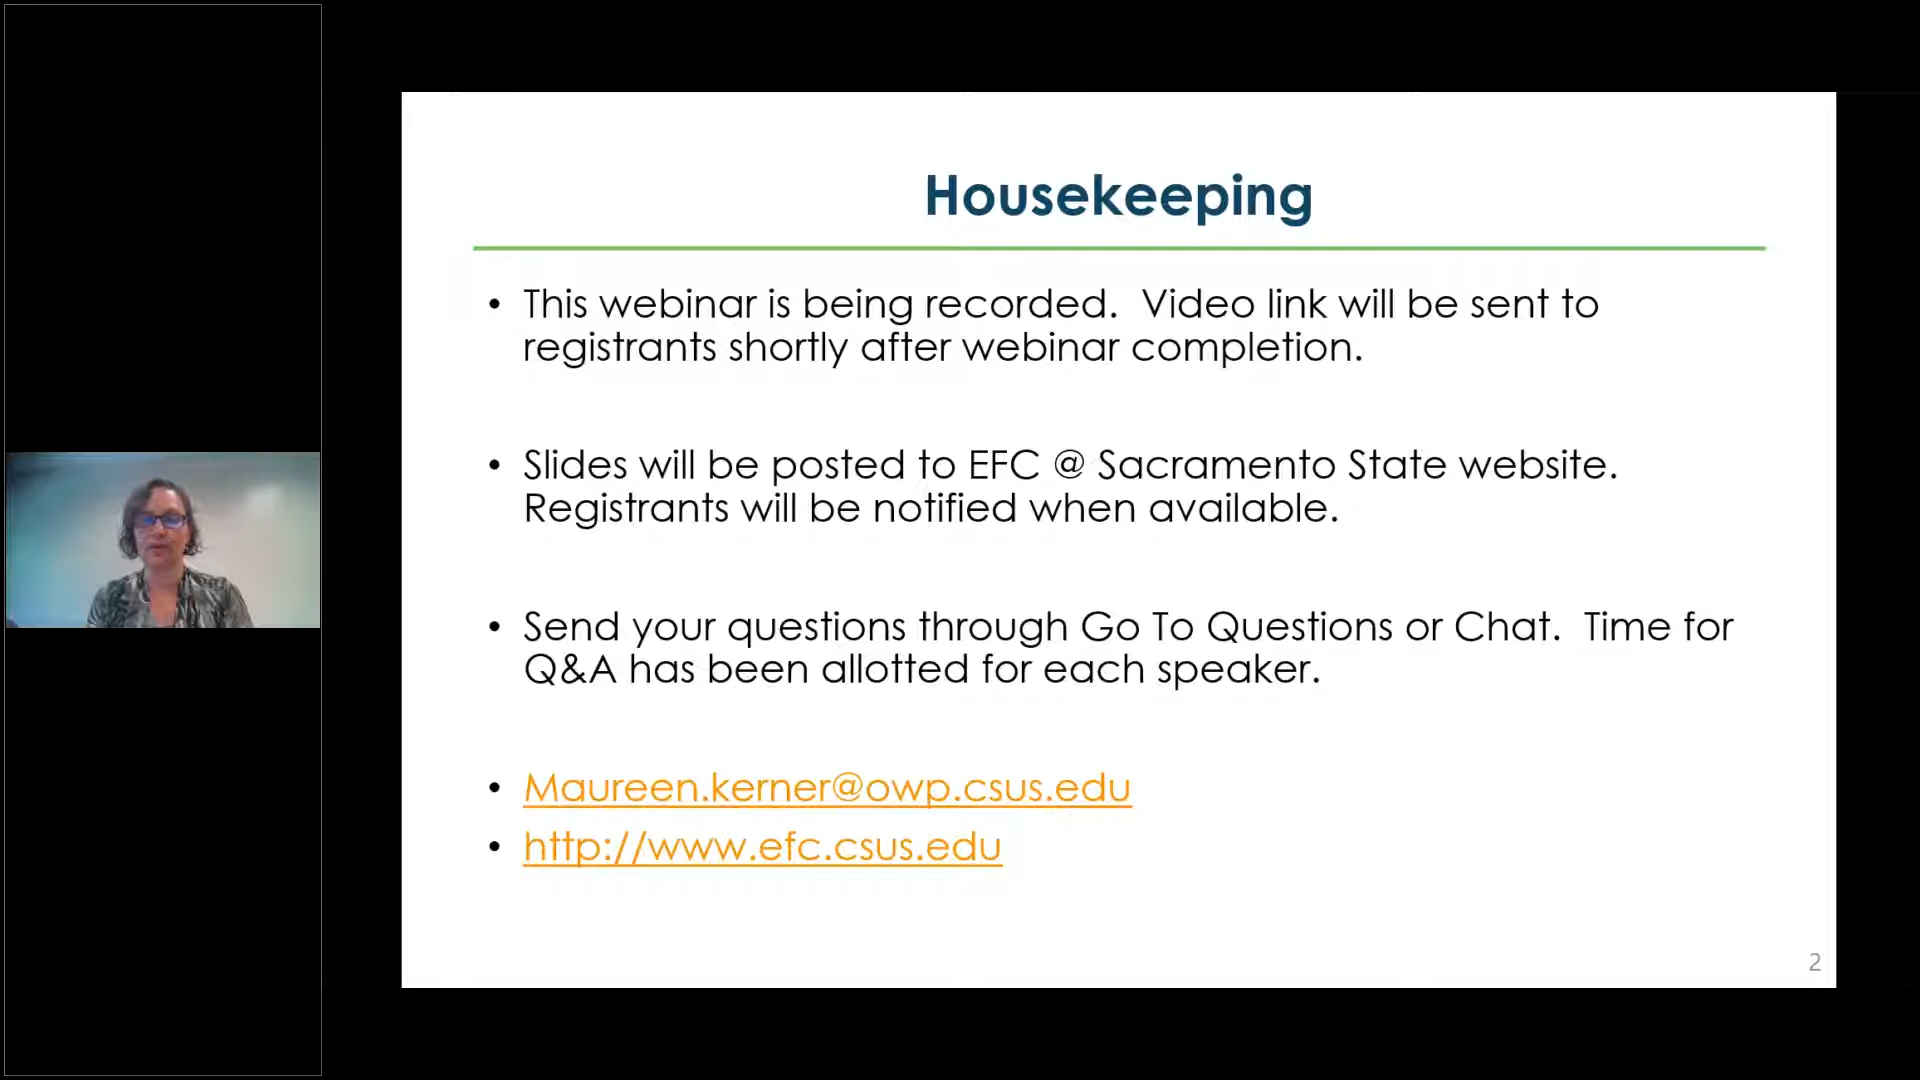 Housekeeping
• This webinar is being recorded.  Video link will be sent to
registrants shortly after webinar completion.
• Slides will be posted to EFC @ Sacramento State website.
Registrants will be notified when available.
• Send your questions through Go To Questions or Chat.  Time for
Q&A has been allotted for each speaker.
• Maureen.kerner@owp.csus.edu
• http://www.efc.csus.edu
2